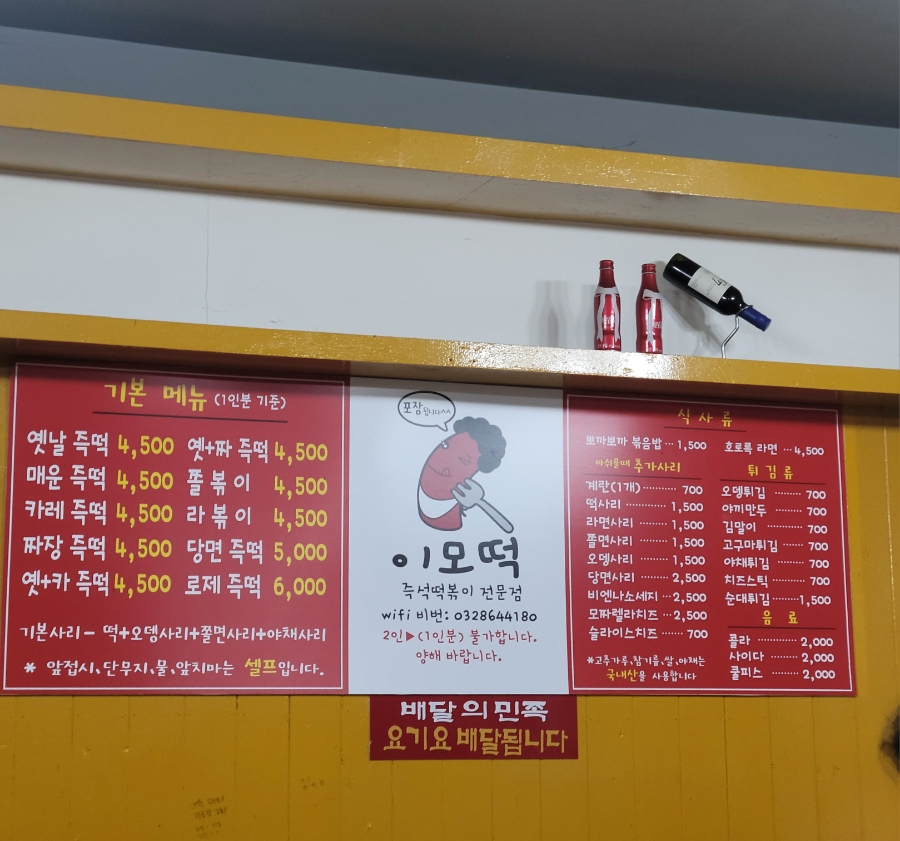 기본 메뉴 (1인분 기준)
옛날 즉떡 4,500 옛+짜 즉떡 4,500
매운 즉떡 4,500 쫄볶이 4,500
카레 즉떡 4,500 라볶이 4,500
짜장 즉떡 4,500 당면 즉떡 5,000
옛+카 즉떡 4,500 로제 즉떡 6,000
기본사리- 떡+오뎅사리+쫄면사리+야채사리
* 앞접시,단무지,물,앞치마는 셀프입니다.
포장됩니다^^
이모떡
즉석떡볶이 전문점
wifi 비번: 0328644180
2인▶(1인분) 불가합니다.
양해 바랍니다.
식사류
뽀까뽀까 볶음밥 ··· 1,500 호로록 라면 ··· 4,500
아쉬울때 추가사리
계란(1개) ·········· 700
떡사리 ·········· 1,500
라면사리 ·········· 1,500
쫄면사리 ·········· 1,500
오뎅사리 ·········· 1,500
당면사리 ·········· 2,500
비엔나소세지 ··· 2,500
모짜렐라치즈 ··· 2,500
슬라이스치즈 ······ 700
*고추가루,참기름,쌀,야채는
국내산을 사용합니다
튀김류
오뎅튀김 ········ 700
야끼만두 ········ 700
김말이 ·········· 700
고구마튀김 ······ 700
야채튀김 ········ 700
치즈스틱 ········ 700
순대튀김 ········ 1,500
음료
콜라 ·········· 2,000
사이다 ········ 2,000
쿨피스 ········ 2,000
배달의민족
요기요 배달됩니다